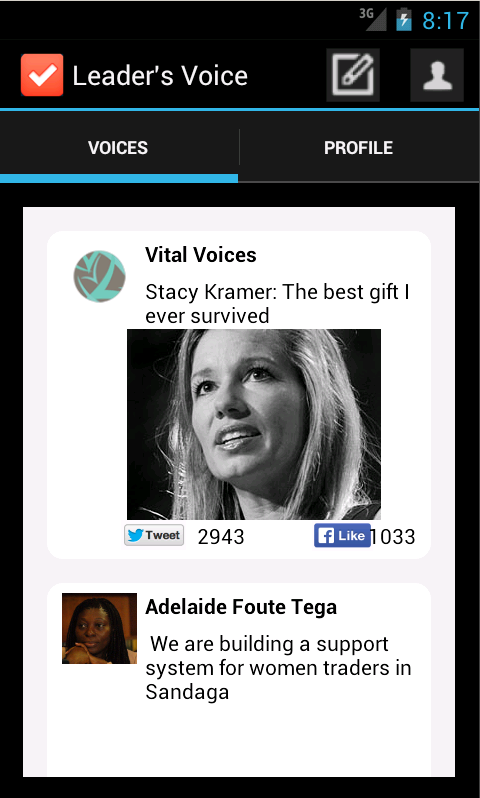 3G 8:17
Leader's Voice
VOICES PROFILE
Vital Voices
Stacy Kramer: The best gift I
ever survived
Tweet 2943 Like 1033
Adelaide Foute Tega
We are building a support
system for women traders in
Sandaga